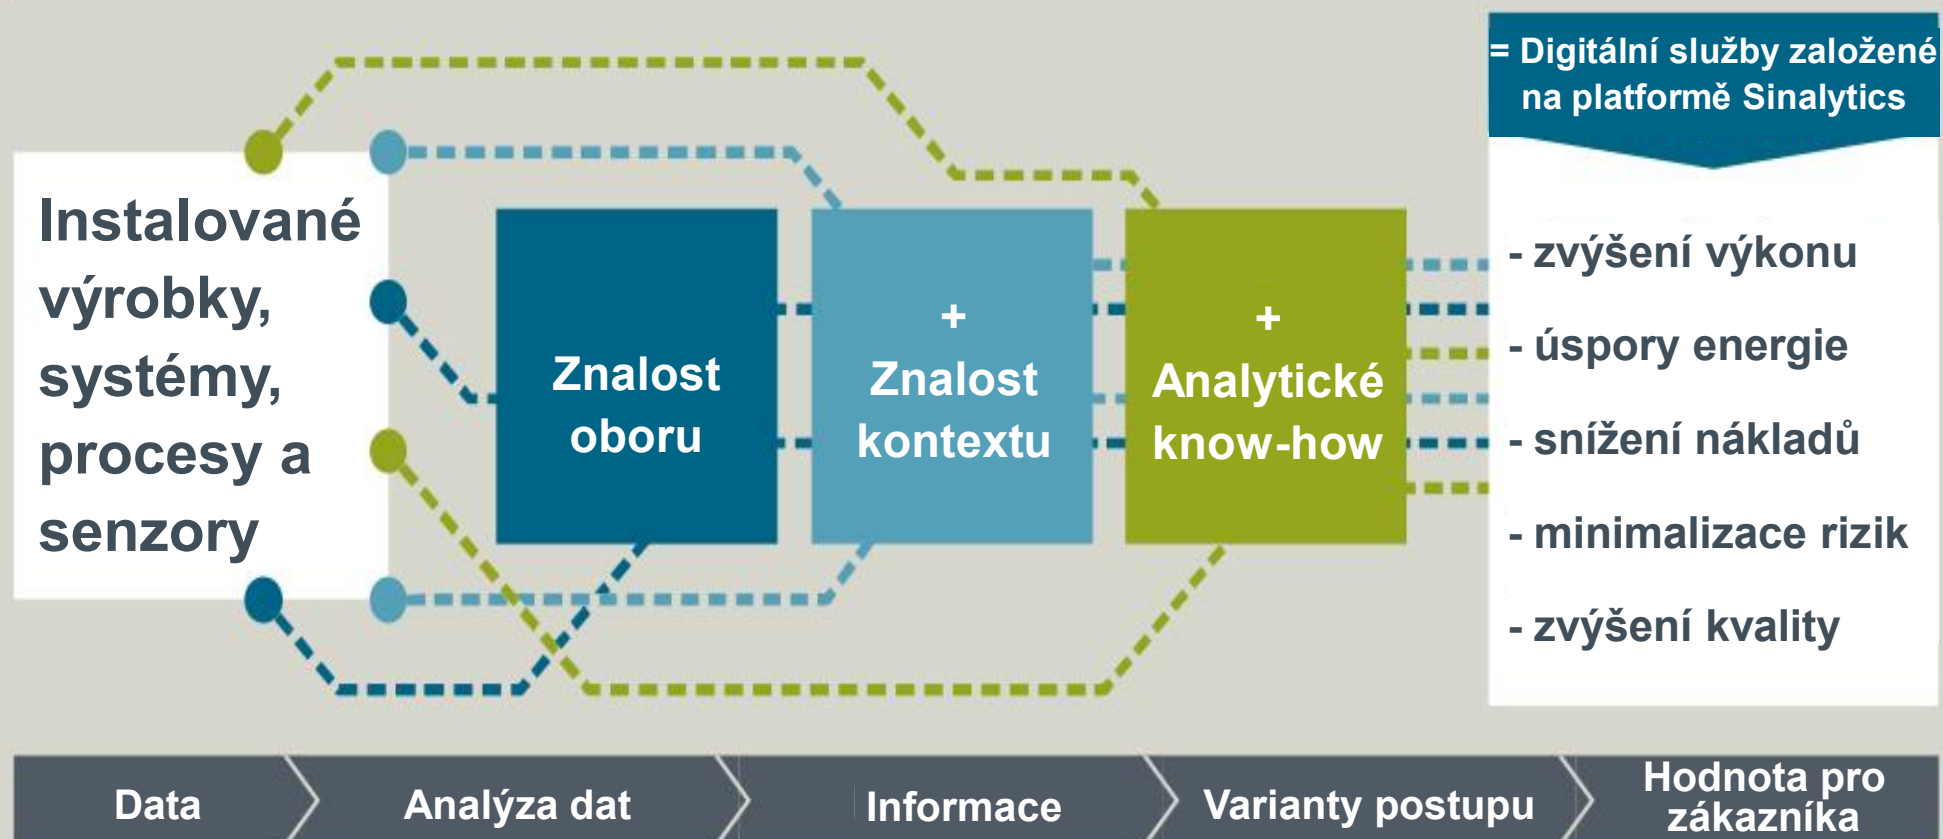 = Digitální služby založené
na platformě Sinalytics
Instalované
výrobky,
systémy,
procesy a
senzory
Znalost
oboru
+
Znalost
kontextu
+
Analytické
know-how
- zvýšení výkonu
- úspory energie
- snížení nákladů
- minimalizace rizik
- zvýšení kvality
Data
Analýza dat
Informace
Varianty postupu
Hodnota pro
zákazníka